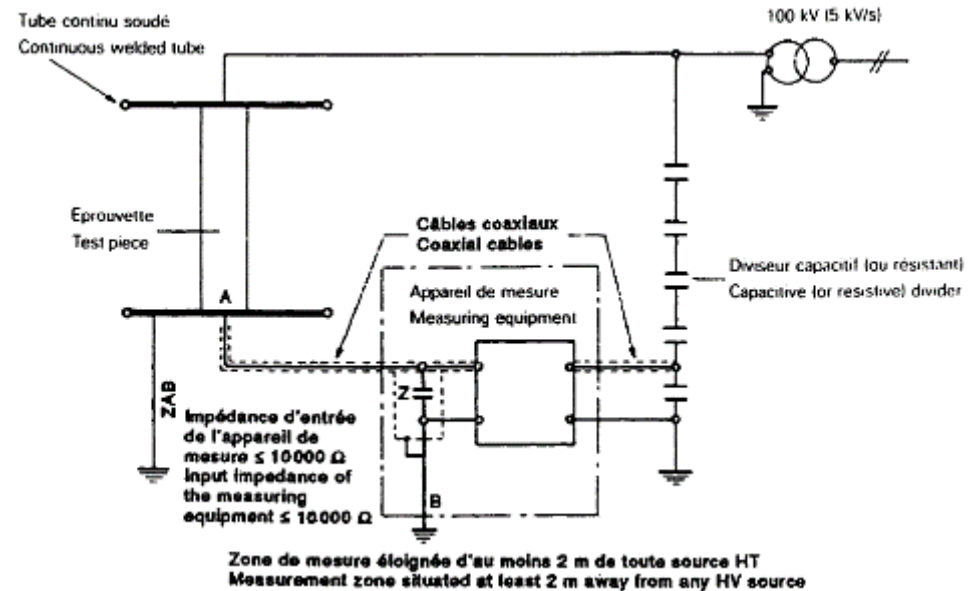 Tube continu soudé
Continuous welded tube
100 kV (5 kV/s)
Eprouvette
Test piece
Câbles coaxiaux
Coaxial cables
Diviseur capacitif (ou résistant)
Capacitive (or resistive) divider
A
Appareil de mesure
Measuring equipment
ZAB
Z
Impédance d'entrée
de l'appareil de
mesure ≤ 10000 Ω
Input impedance of
the measuring
equipment ≤ 10000 Ω
B
Zone de mesure éloignée d'au moins 2 m de toute source HT
Measurement zone situated at least 2 m away from any HV source